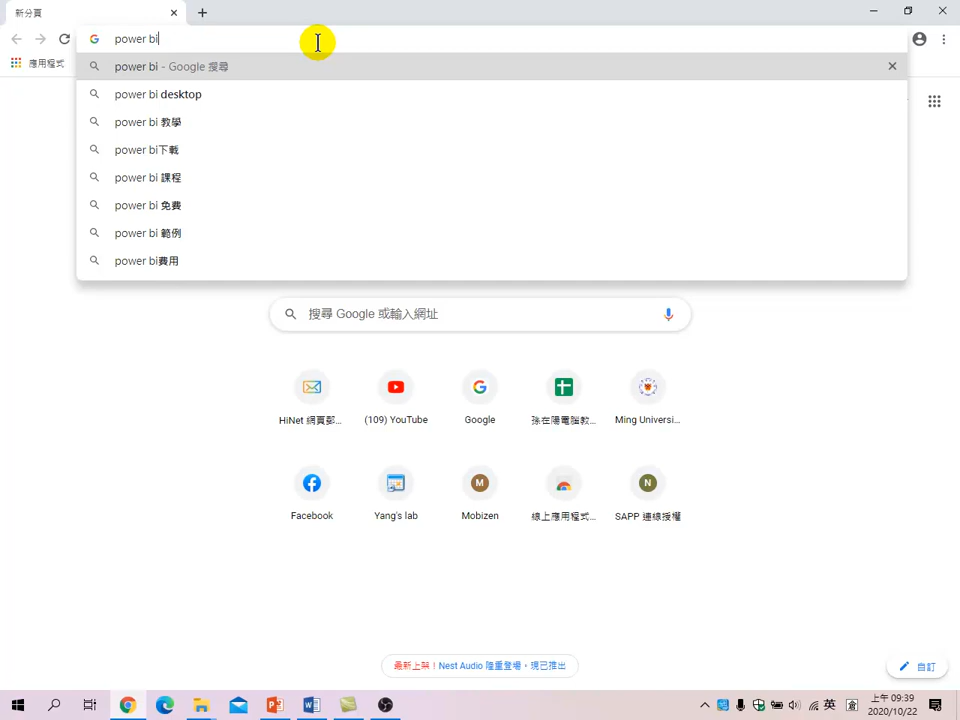 新分頁
power bi
應用程式
power bi - Google 搜尋
power bi desktop
power bi 教學
power bi下載
power bi 課程
power bi 免費
power bi 範例
power bi費用
搜尋 Google 或輸入網址
HiNet 網頁郵...
(109) YouTube
Google
孫在陽電腦教...
Ming Universi...
Facebook
Yang's lab
M
Mobizen
線上應用程式...
N
SAPP 連線授權
最新上架！Nest Audio 隆重登場，現已推出
自訂
英
倉
上午 09:39
2020/10/22